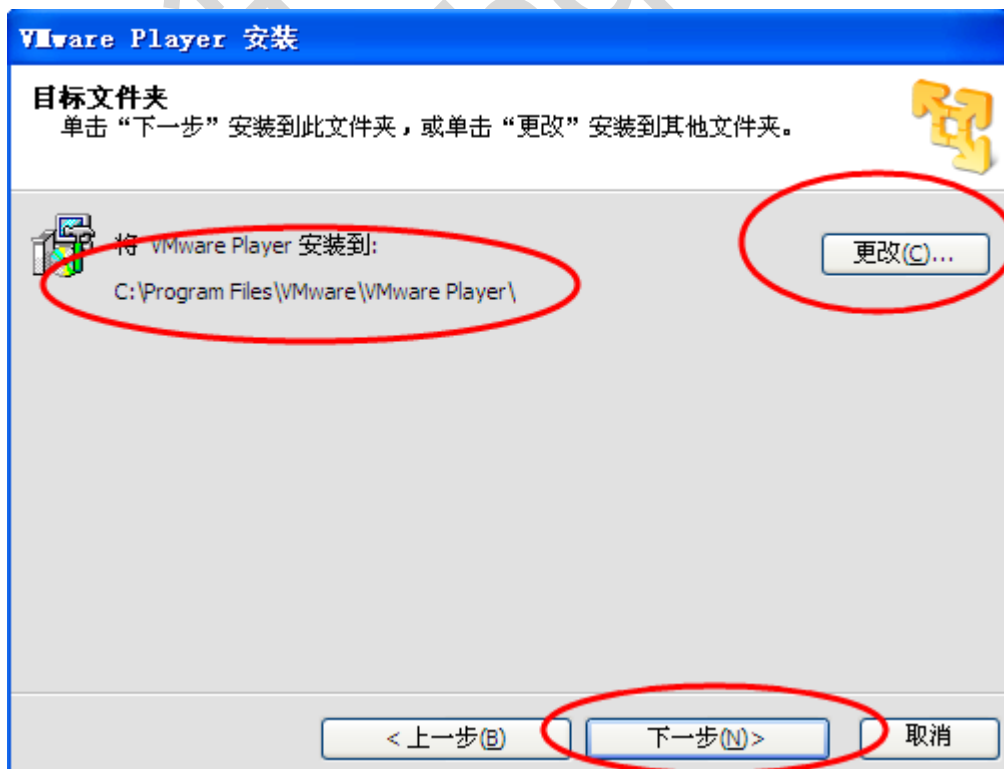 VMware Player 安装
目标文件夹
单击“下一步”安装到此文件夹，或单击“更改”安装到其他文件夹。
将 VMware Player 安装到:
更改(C)...
C:\Program Files\VMware\VMware Player\
<上一步(B)
下一步(N)>
取消